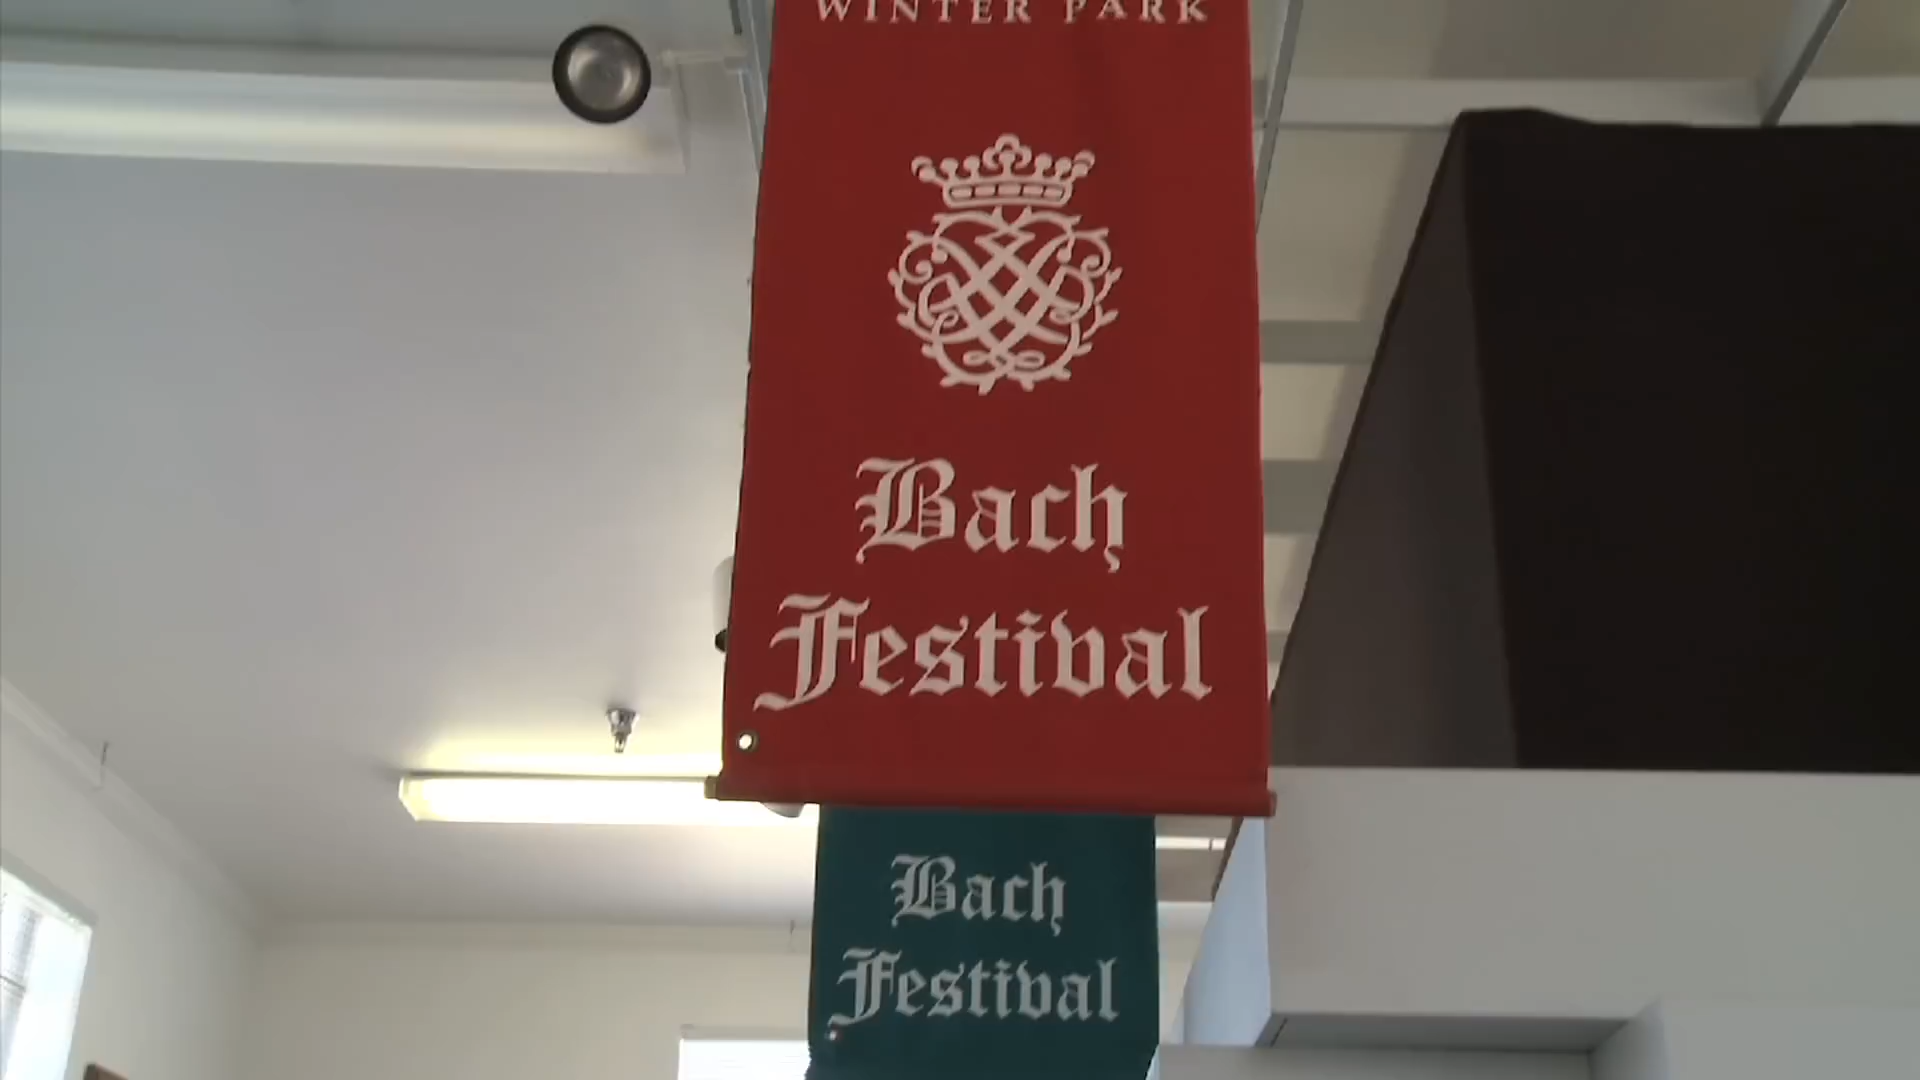 WINTER PARK
Bach
Festival
Bach
Festival